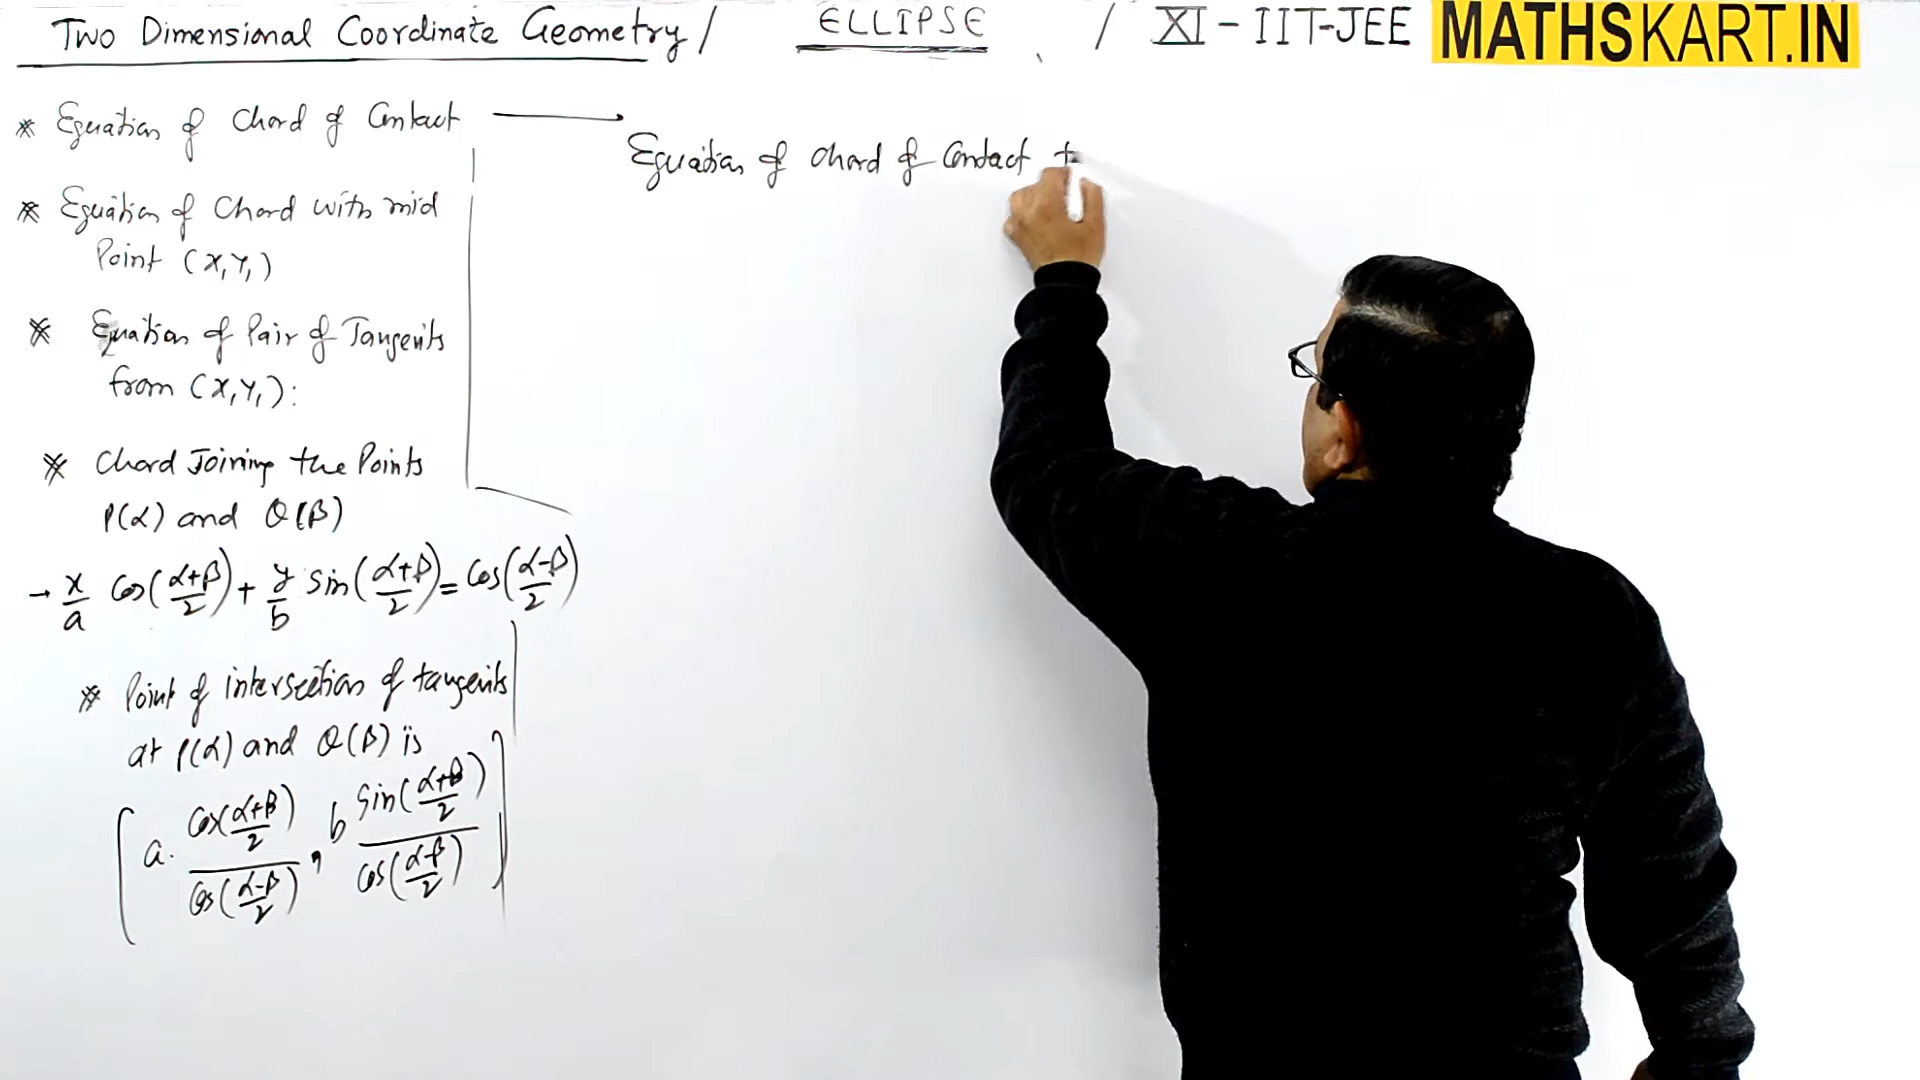 Two Dimensional Coordinate Geometry / ELLIPSE / XI - IIT-JEE MATHSKART.IN
* Equation of Chord of Contact →
Equation of Chord of Contact t
* Equation of Chord with mid
Point (x₁y₁)
* Equation of Pair of Tangents
from (x₁y₁):
* Chord Joining the Points
P(α) and Q(β)
→ x/a Cos(α+β/2) + y/b Sin(α+β/2) = Cos(α-β/2)
* Point of intersection of tangents
at P(α) and Q(β) is
(a. Cos(α+β/2)/Cos(α-β/2), b Sin(α+β/2)/Cos(α-β/2))